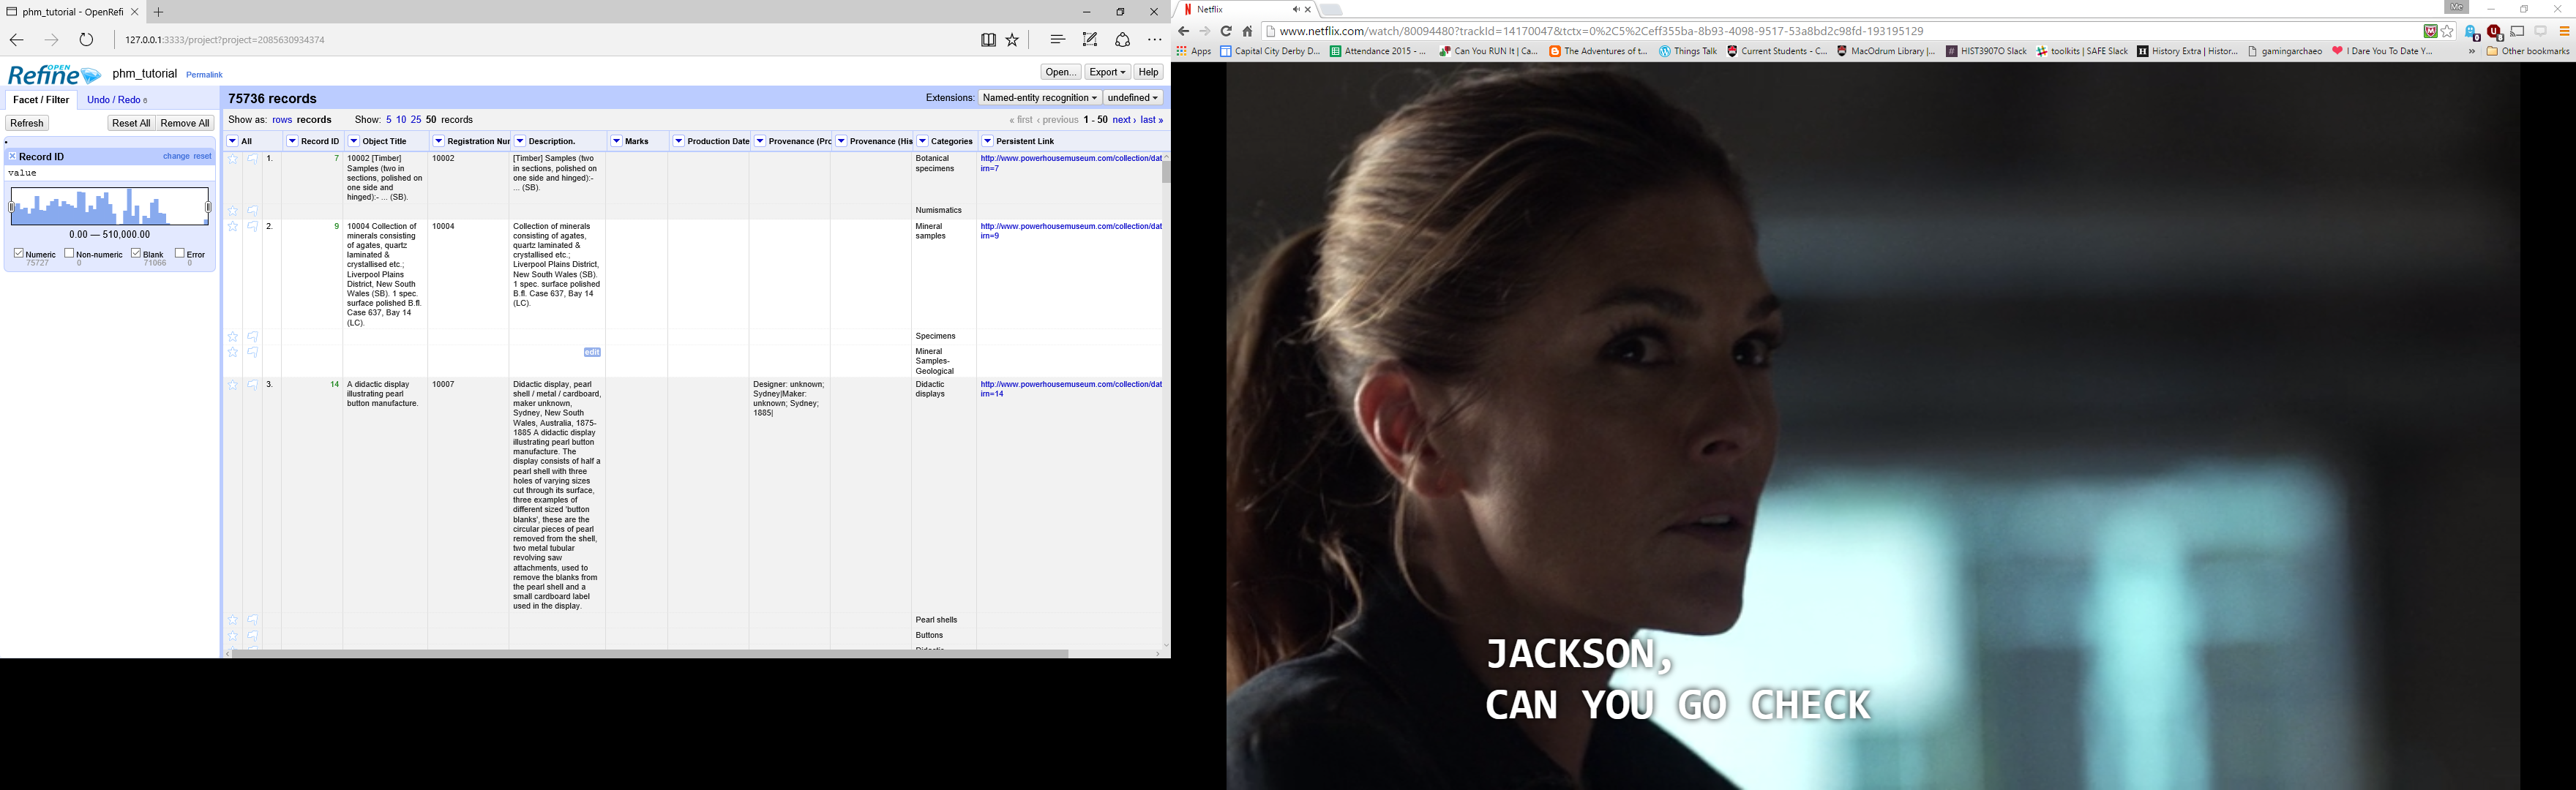 phm_tutorial - OpenRefi
127.0.0.1:3333/project?project=2085630934374
OPEN
Refine
phm_tutorial
Permalink
Open...
Export
Help
Facet / Filter
Undo / Redo 6
75736 records
Extensions:
Named-entity recognition
undefined
Refresh
Reset All
Remove All
Show as: rows records
Show: 5 10 25 50 records
« first ‹ previous 1 - 50 next › last »
Record ID
change reset
value
0.00 — 510,000.00
Numeric
75727
Non-numeric
0
Blank
71066
Error
0
All
Record ID
Object Title
Registration Nur
Description.
Marks
Production Date
Provenance (Prc
Provenance (His
Categories
Persistent Link
1.
7
10002 [Timber]
Samples (two in
sections, polished on
one side and
hinged):- ... (SB).
10002
[Timber] Samples (two
in sections, polished on
one side and hinged):-
... (SB).
Botanical
specimens
http://www.powerhousemuseum.com/collection/dat
irn=7
Numismatics
2.
9
10004 Collection of
minerals consisting
of agates, quartz
laminated &
crystallised etc.;
Liverpool Plains
District, New South
Wales (SB). 1 spec.
surface polished B.fl.
Case 637, Bay 14
(LC).
10004
Collection of minerals
consisting of agates,
quartz laminated &
crystallised etc.;
Liverpool Plains District,
New South Wales (SB).
1 spec. surface polished
B.fl. Case 637, Bay 14
(LC).
Mineral
samples
http://www.powerhousemuseum.com/collection/dat
irn=9
Specimens
edit
Mineral
Samples-
Geological
3.
14
A didactic display
illustrating pearl
button manufacture.
10007
Didactic display, pearl
shell / metal / cardboard,
maker unknown,
Sydney, New South
Wales, Australia, 1875-
1885 A didactic display
illustrating pearl button
manufacture. The
display consists of half a
pearl shell with three
holes of varying sizes
cut through its surface,
three examples of
different sized 'button
blanks', these are the
circular pieces of pearl
removed from the shell,
two metal tubular
revolving saw
attachments, used to
remove the blanks from
the pearl shell and a
small cardboard label
used in the display.
Designer: unknown;
Sydney|Maker:
unknown; Sydney;
1885|
Didactic
displays
http://www.powerhousemuseum.com/collection/dat
irn=14
Pearl shells
Buttons
Netflix
Me
www.netflix.com/watch/80094480?trackId=14170047&tctx=0%2C5%2Ceff355ba-8b93-4098-9517-53a8bd2c98fd-193195129
Apps
Capital City Derby D...
Attendance 2015 - ...
Can You RUN It | Ca...
The Adventures of t...
Things Talk
Current Students - C...
MacOdrum Library |...
HIST3907O Slack
toolkits | SAFE Slack
History Extra | Histor...
gamingarchaeo
I Dare You To Date Y...
»
Other bookmarks
JACKSON,
CAN YOU GO CHECK